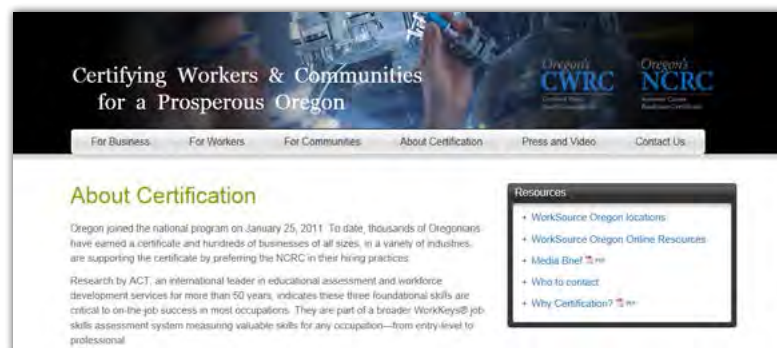 Certifying Workers & Communities
for a Prosperous Oregon
Oregon's
CWRC
Oregon's
NCRC
For Business
For Workers
For Communities
About Certification
Press and Video
Contact Us
About Certification
Oregon joined the national program on January 25, 2011. To date, thousands of Oregonians
have earned a certificate and hundreds of businesses of all sizes, in a variety of industries,
are supporting the certificate by preferring the NCRC in their hiring practices.
Research by ACT, an international leader in educational assessment and workforce
development services for more than 50 years, indicates these three foundational skills are
critical to on-the-job success in most occupations. They are part of a broader WorkKeys® job-
skills assessment system measuring valuable skills for any occupation—from entry-level to
professional
Resources
+ WorkSource Oregon locations
+ WorkSource Oregon Online Resources
+ Media Brief PDF
+ Who to contact
+ Why Certification? PDF